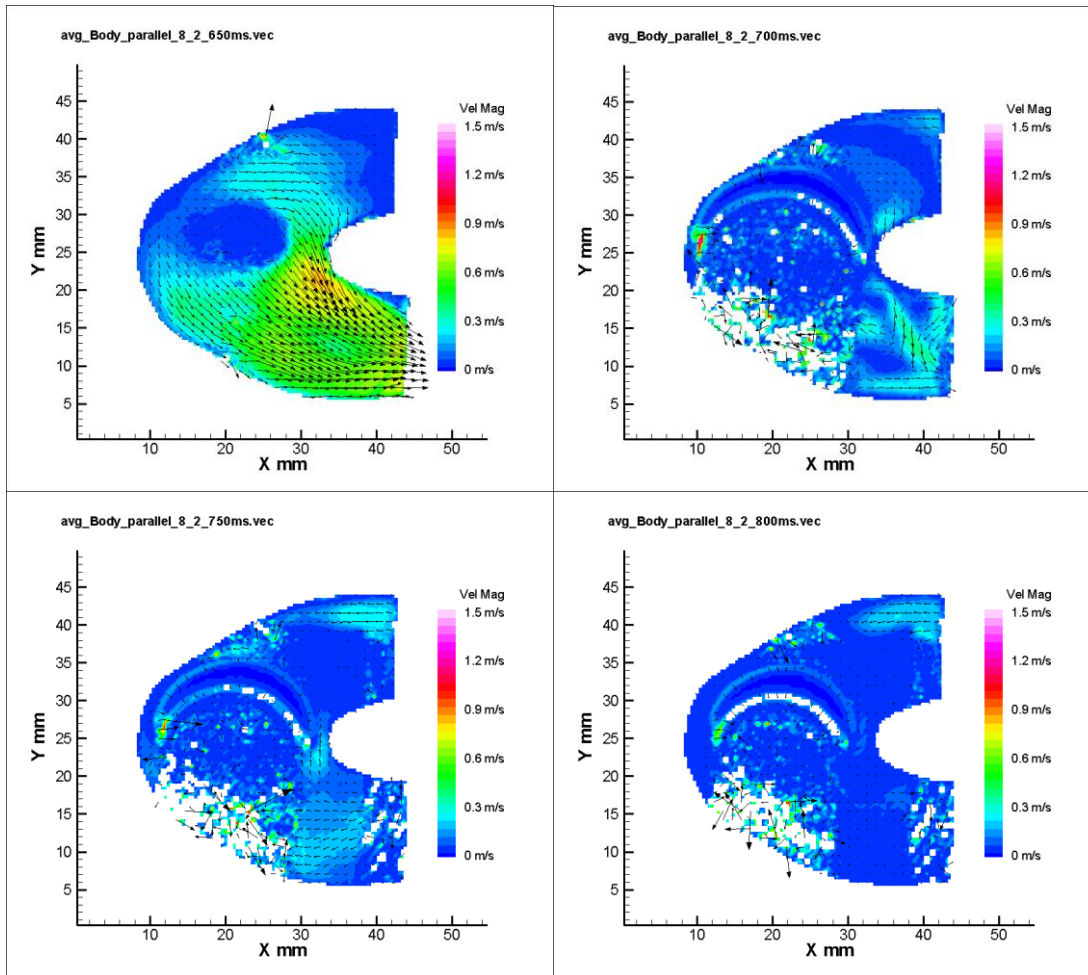 avg_Body_parallel_8_2_650ms.vec
Y mm
45
40
35
30
25
20
15
10
5
10
20
30
40
50
X mm
Vel Mag
1.5 m/s
1.2 m/s
0.9 m/s
0.6 m/s
0.3 m/s
0 m/s
avg_Body_parallel_8_2_700ms.vec
Y mm
45
40
35
30
25
20
15
10
5
10
20
30
40
50
X mm
Vel Mag
1.5 m/s
1.2 m/s
0.9 m/s
0.6 m/s
0.3 m/s
0 m/s
avg_Body_parallel_8_2_750ms.vec
Y mm
45
40
35
30
25
20
15
10
5
10
20
30
40
50
X mm
Vel Mag
1.5 m/s
1.2 m/s
0.9 m/s
0.6 m/s
0.3 m/s
0 m/s
avg_Body_parallel_8_2_800ms.vec
Y mm
45
40
35
30
25
20
15
10
5
10
20
30
40
50
X mm
Vel Mag
1.5 m/s
1.2 m/s
0.9 m/s
0.6 m/s
0.3 m/s
0 m/s